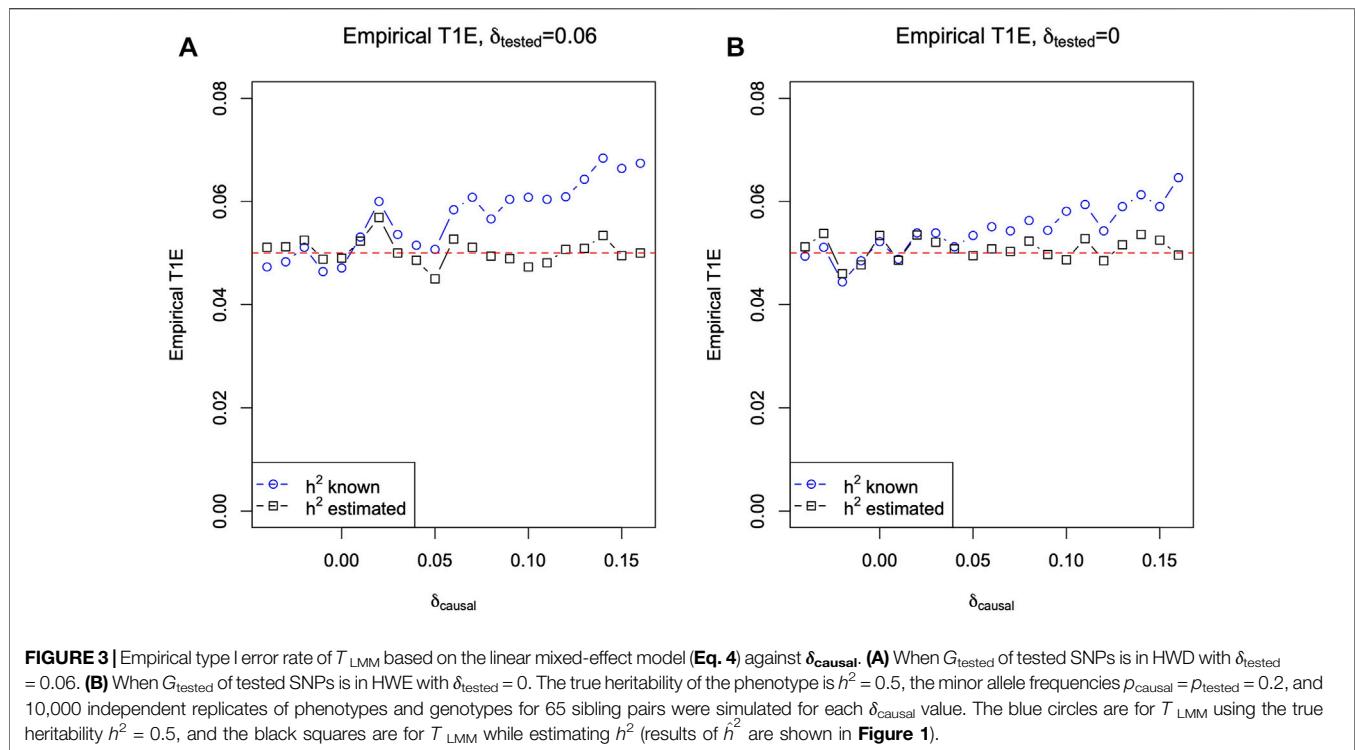 A
Empirical T1E, δtested=0.06
Empirical T1E
0.08
0.06
0.04
0.02
0.00
h² known
h² estimated
0.00 0.05 0.10 0.15
δcausal
B
Empirical T1E, δtested=0
Empirical T1E
0.08
0.06
0.04
0.02
0.00
h² known
h² estimated
0.00 0.05 0.10 0.15
δcausal
FIGURE 3 | Empirical type I error rate of T LMM based on the linear mixed-effect model (Eq. 4) against δcausal. (A) When Gtested of tested SNPs is in HWD with δtested
= 0.06. (B) When Gtested of tested SNPs is in HWE with δtested = 0. The true heritability of the phenotype is h² = 0.5, the minor allele frequencies pcausal = ptested = 0.2, and
10,000 independent replicates of phenotypes and genotypes for 65 sibling pairs were simulated for each δcausal value. The blue circles are for T LMM using the true
heritability h² = 0.5, and the black squares are for T LMM while estimating h² (results of ĥ² are shown in Figure 1).